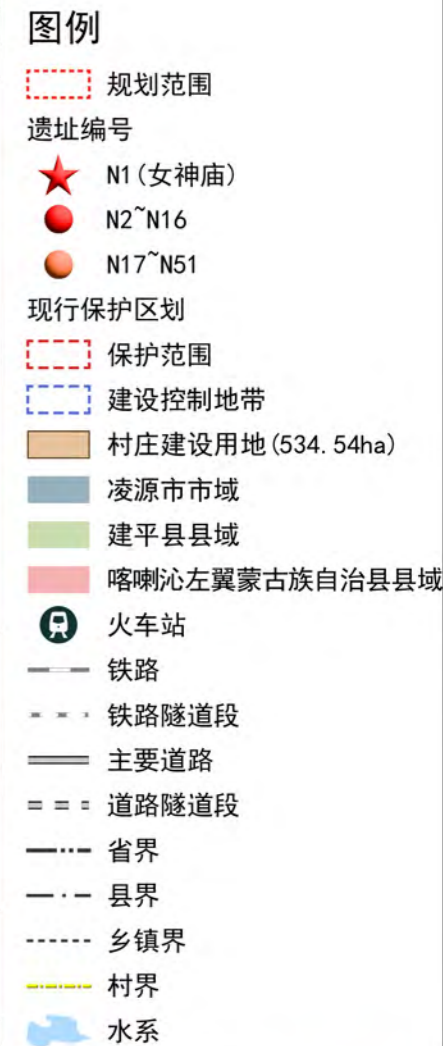 图例
规划范围
遗址编号
N1(女神庙)
N2~N16
N17~N51
现行保护区划
保护范围
建设控制地带
村庄建设用地(534.54ha)
凌源市市域
建平县县域
喀喇沁左翼蒙古族自治县县域
火车站
铁路
铁路隧道段
主要道路
道路隧道段
省界
县界
乡镇界
村界
水系